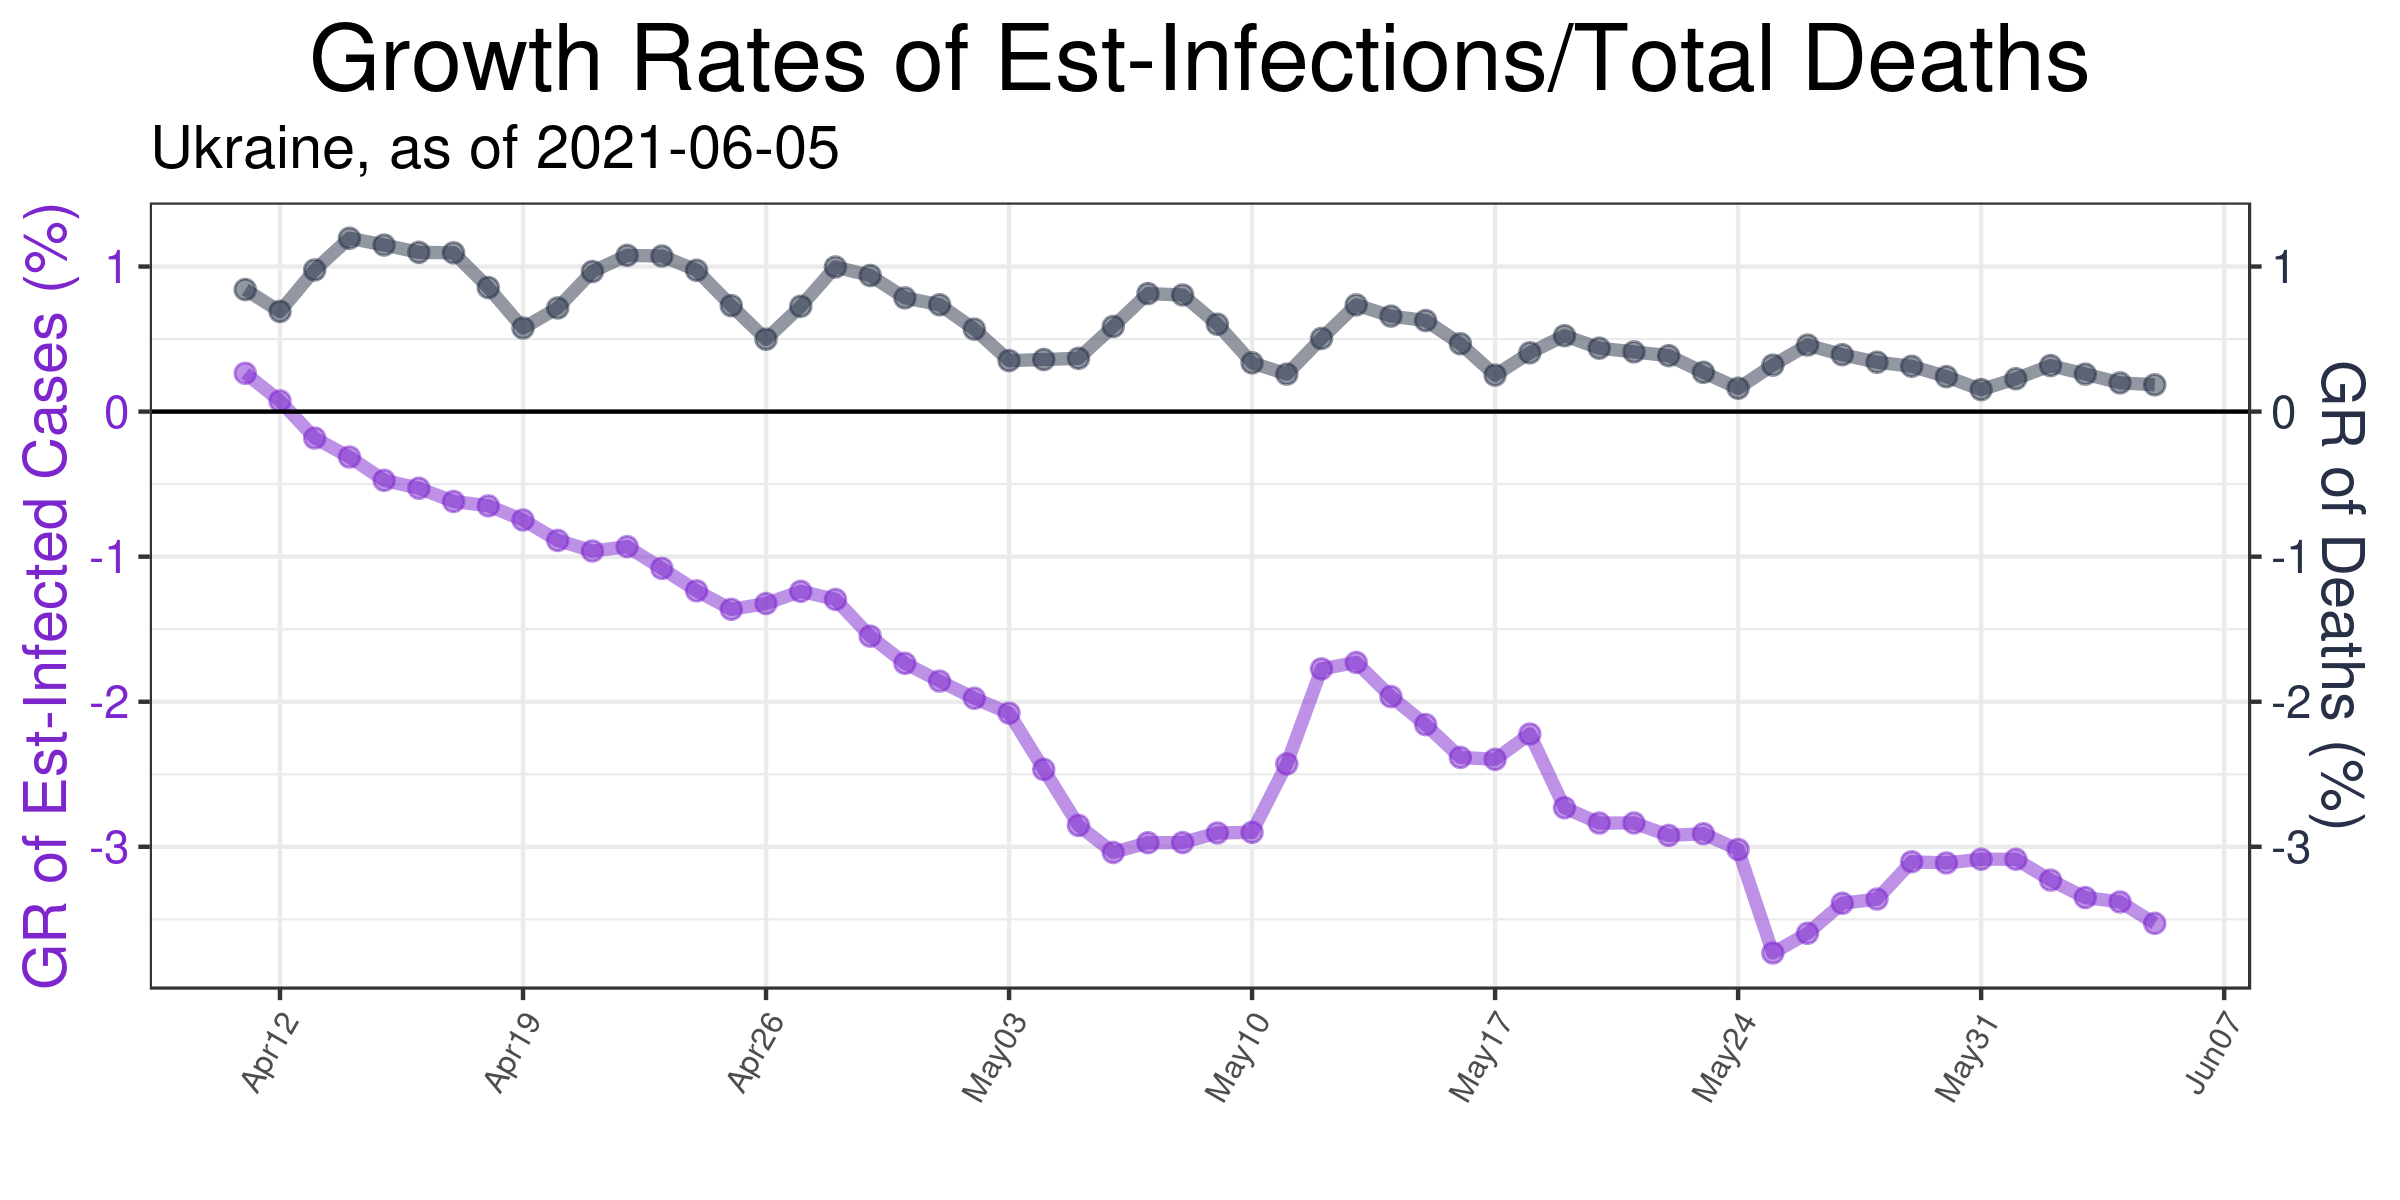 Growth Rates of Est-Infections/Total Deaths
Ukraine, as of 2021-06-05
GR of Est-Infected Cases (%)
1
0
-1
-2
-3
1
0
-1
-2
-3
GR of Deaths (%)
Apr12
Apr19
Apr26
May03
May10
May17
May24
May31
Jun07